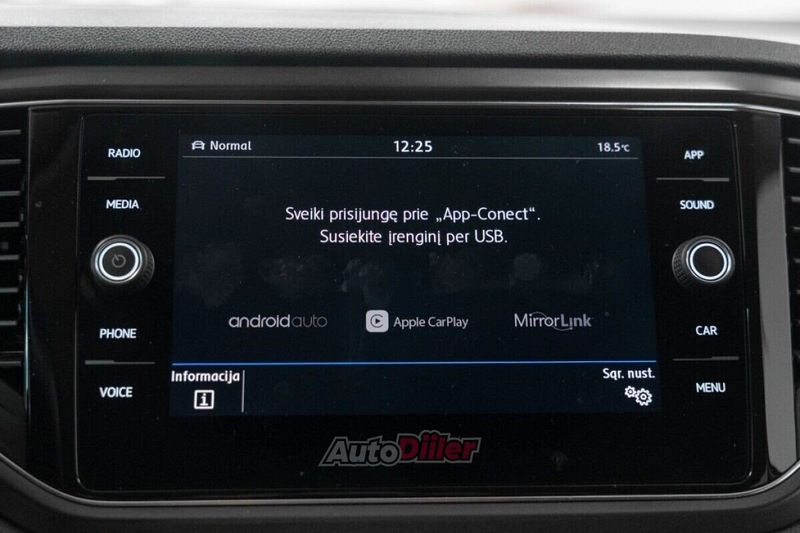 RADIO
MEDIA
PHONE
VOICE
Normal
12:25
18.5°C
Sveiki prisijungę prie „App-Conect“.
Susiekite įrenginį per USB.
androidauto
Apple CarPlay
MirrorLink
Informacija
Sąr. nust.
APP
SOUND
CAR
MENU
AutoDiiler